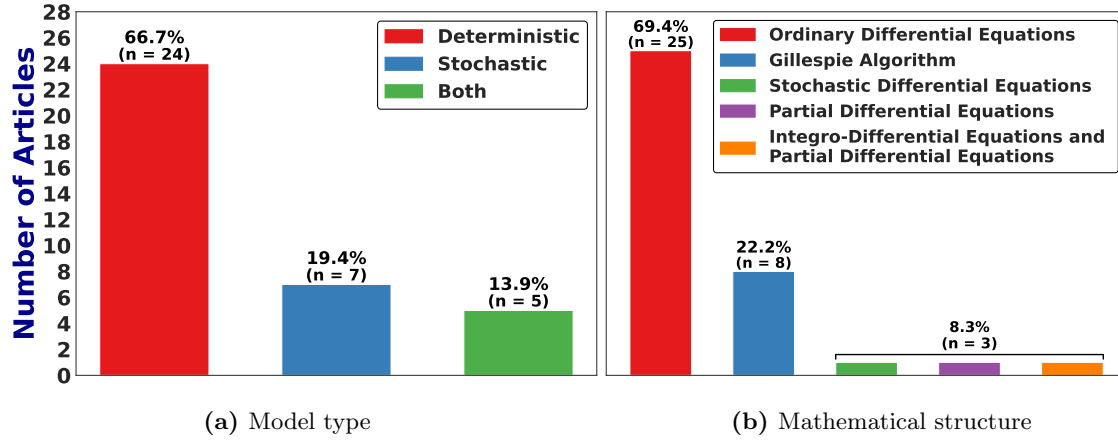 Number of Articles
28
26
24
22
20
18
16
14
12
10
8
6
4
2
0
66.7%
(n = 24)
19.4%
(n = 7)
13.9%
(n = 5)
Deterministic
Stochastic
Both
69.4%
(n = 25)
22.2%
(n = 8)
8.3%
(n = 3)
Ordinary Differential Equations
Gillespie Algorithm
Stochastic Differential Equations
Partial Differential Equations
Integro-Differential Equations and
Partial Differential Equations
(a) Model type
(b) Mathematical structure